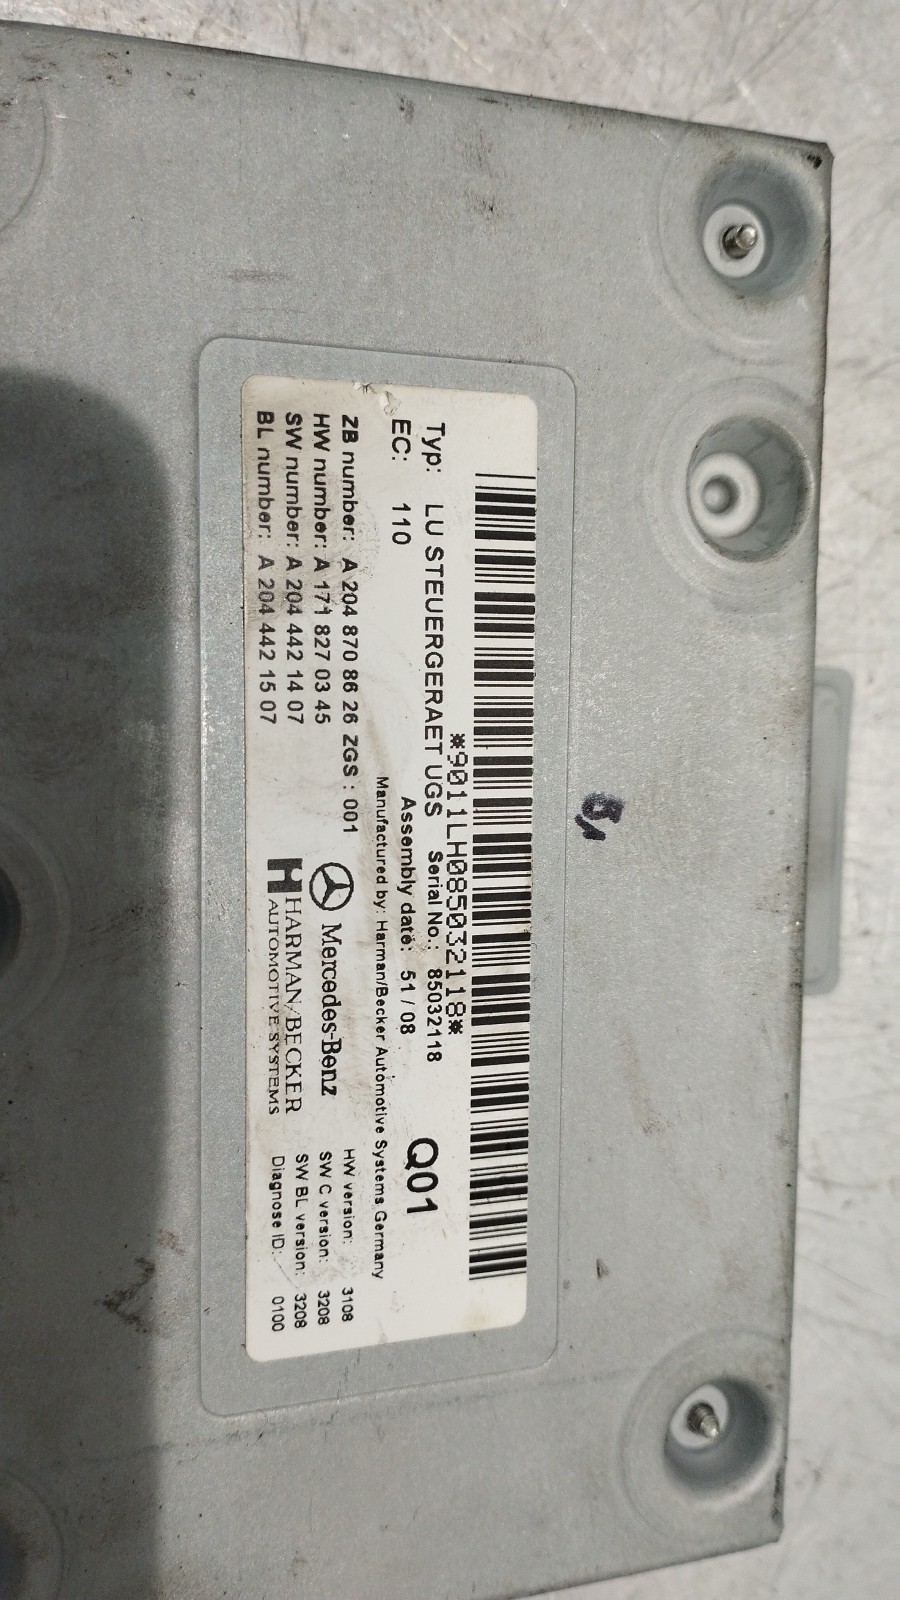 *9011LH085032118*
Typ: LU STEUERGERAET UGS Serial No.: 85032118 Q01
EC: 110 Assembly date: 51 / 08
Manufactured by: Harman/Becker Automotive Systems Germany
ZB number: A 204 870 86 26 ZGS : 001
HW number: A 171 827 03 45
SW number: A 204 442 14 07
BL number: A 204 442 15 07
Mercedes-Benz
HARMAN/BECKER
AUTOMOTIVE SYSTEMS
HW version: 3108
SW C version: 3208
SW BL version: 3208
Diagnose ID: 0100